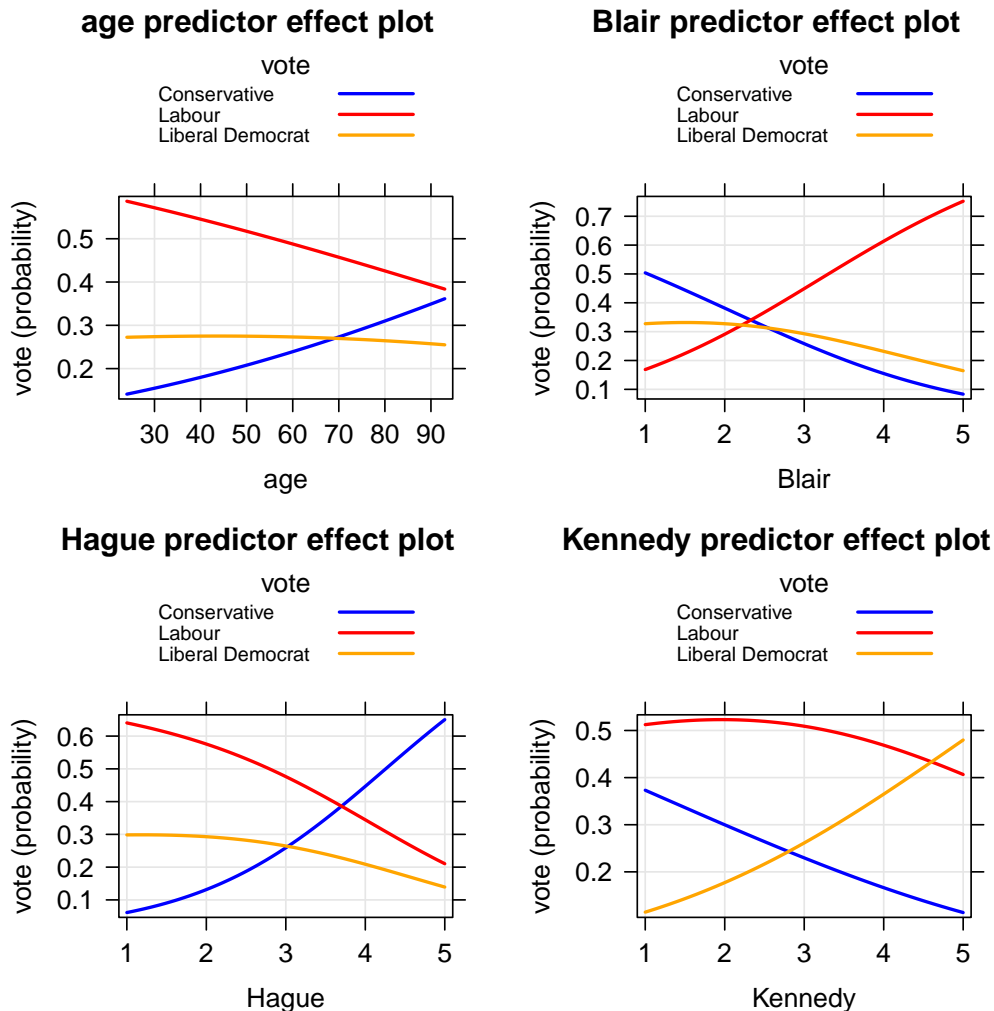 age predictor effect plot
vote
Conservative
Labour
Liberal Democrat
vote (probability)
0.5
0.4
0.3
0.2
30 40 50 60 70 80 90
age
Blair predictor effect plot
vote
Conservative
Labour
Liberal Democrat
vote (probability)
0.7
0.6
0.5
0.4
0.3
0.2
0.1
1 2 3 4 5
Blair
Hague predictor effect plot
vote
Conservative
Labour
Liberal Democrat
vote (probability)
0.6
0.5
0.4
0.3
0.2
0.1
1 2 3 4 5
Hague
Kennedy predictor effect plot
vote
Conservative
Labour
Liberal Democrat
vote (probability)
0.5
0.4
0.3
0.2
1 2 3 4 5
Kennedy